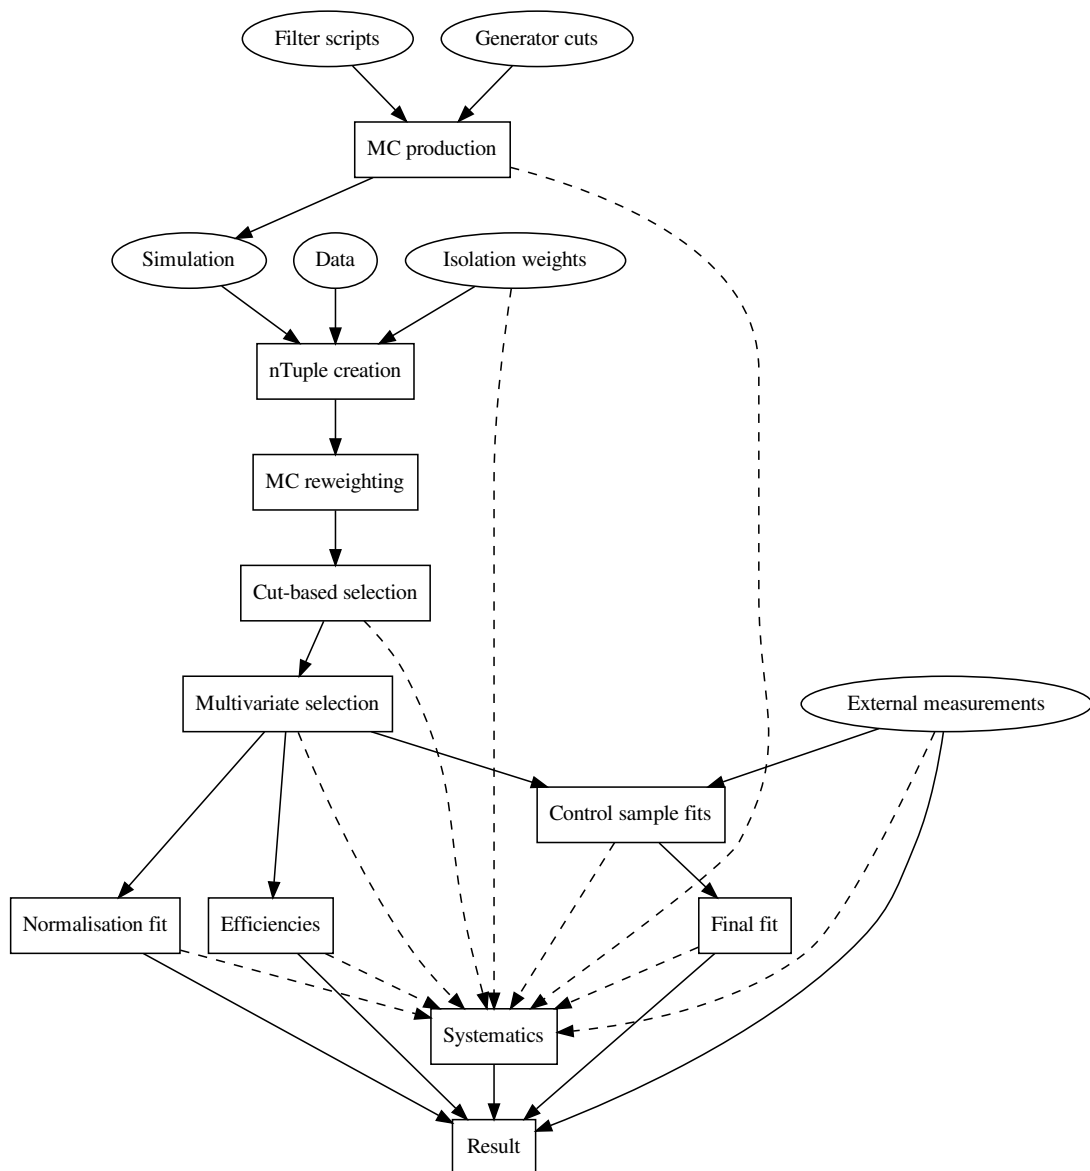 Filter scripts
Generator cuts
MC production
Simulation
Data
Isolation weights
nTuple creation
MC reweighting
Cut-based selection
Multivariate selection
External measurements
Control sample fits
Normalisation fit
Efficiencies
Final fit
Systematics
Result